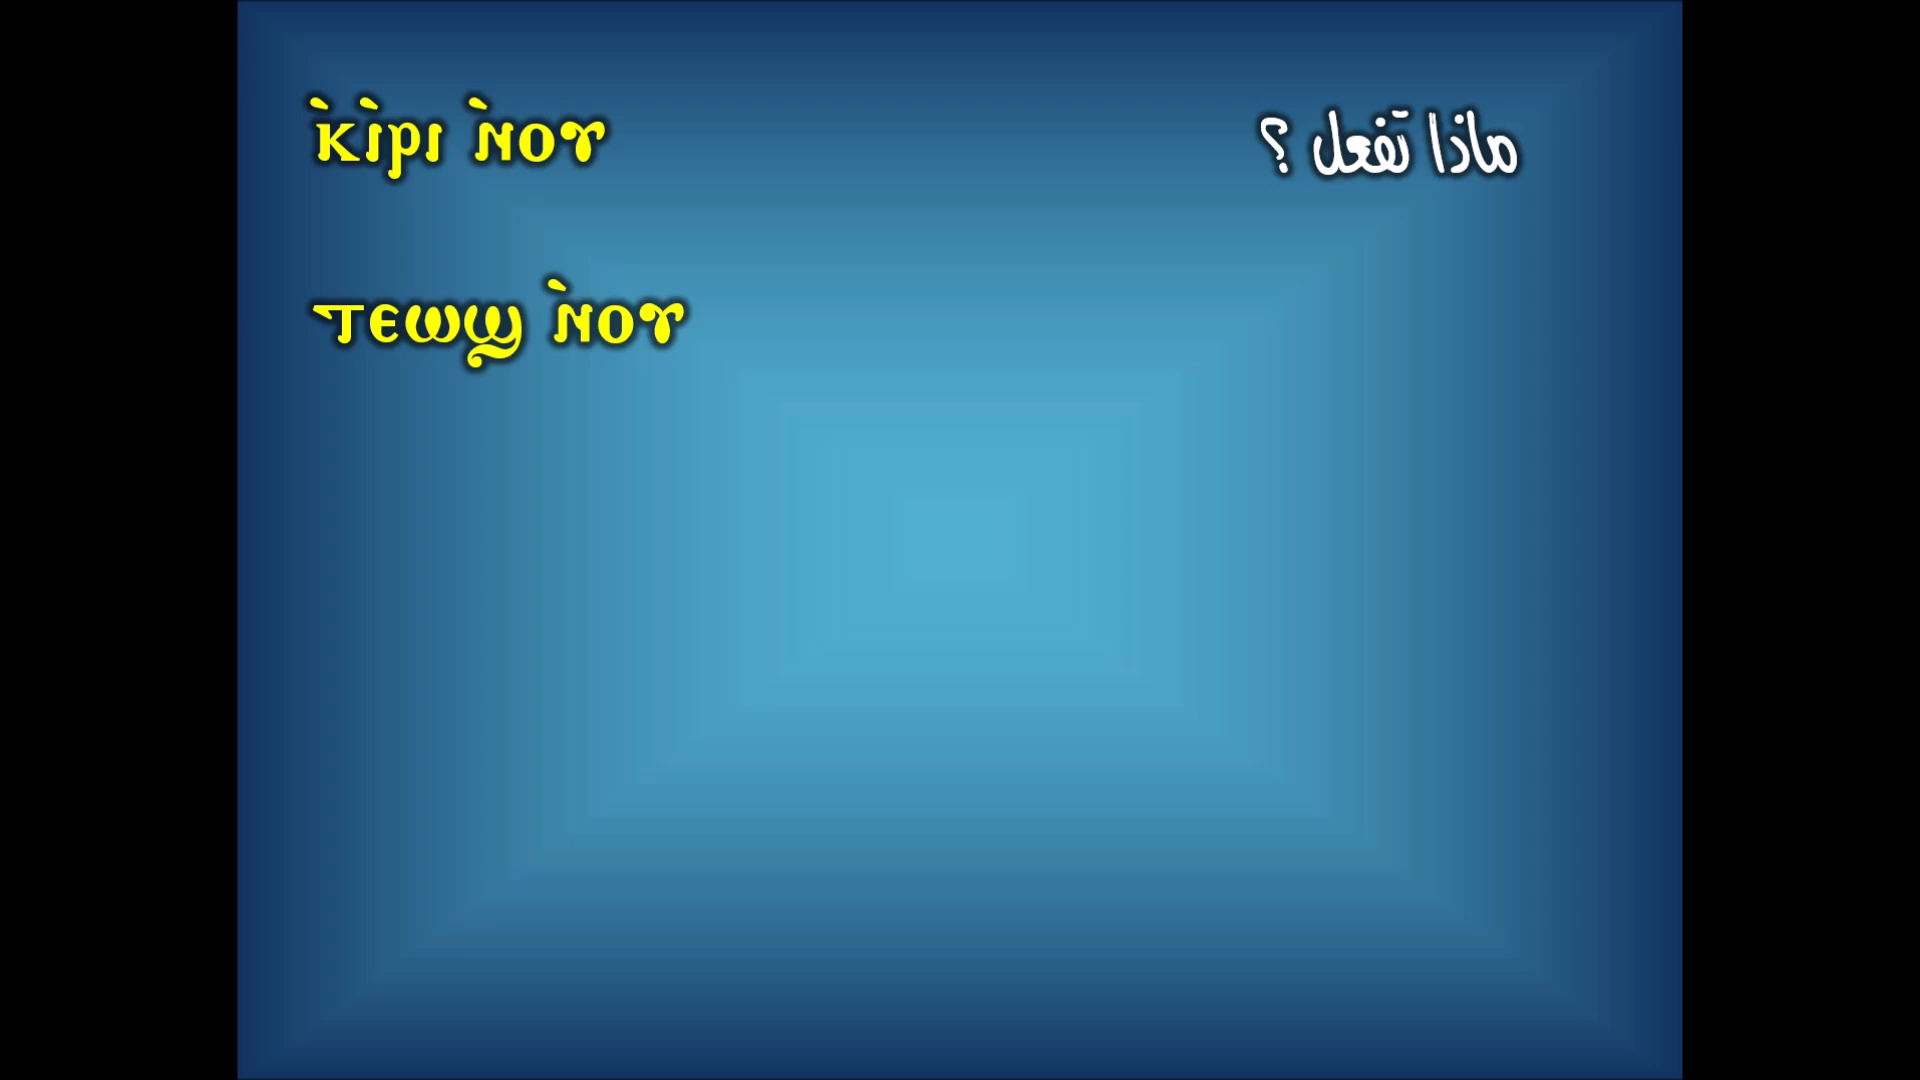 ⲕ̀ⲓ̀ⲣⲓ ⲛ̀ⲟⲩ
ماذا تفعل ؟
ⲧⲉⲱϣ ⲛ̀ⲟⲩ